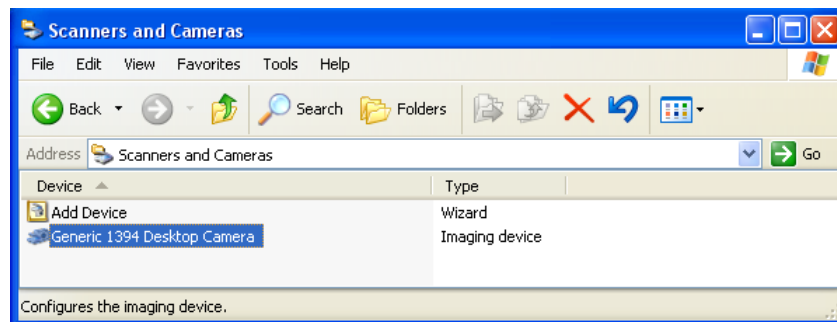 Scanners and Cameras
File Edit View Favorites Tools Help
Back Search Folders
Address Scanners and Cameras Go
Device Type
Add Device Wizard
Generic 1394 Desktop Camera Imaging device
Configures the imaging device.